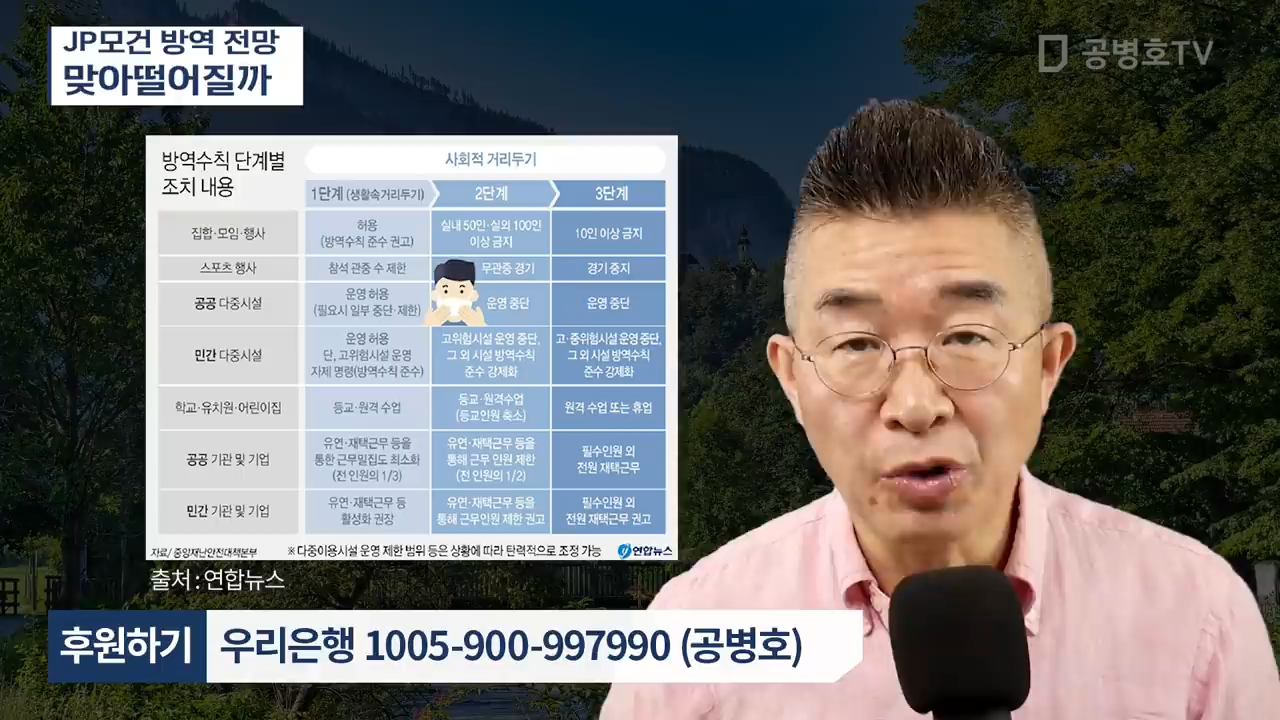 JP모건 방역 전망
맞아떨어질까
공병호TV
방역수칙 단계별
조치 내용
사회적 거리두기
1단계 (생활속거리두기)
2단계
3단계
집합·모임·행사
허용
(방역수칙 준수 권고)
실내 50인·실외 100인
이상 금지
10인 이상 금지
스포츠 행사
참석 관중 수 제한
무관중 경기
경기 중지
공공 다중시설
운영 허용
(필요시 일부 중단·제한)
운영 중단
운영 중단
민간 다중시설
운영 허용
단, 고위험시설 운영
자제 명령(방역수칙 준수)
고위험시설 운영 중단,
그 외 시설 방역수칙
준수 강제화
고·중위험시설 운영 중단,
그 외 시설 방역수칙
준수 강제화
학교·유치원·어린이집
등교·원격 수업
등교·원격수업
(등교인원 축소)
원격 수업 또는 휴업
공공 기관 및 기업
유연·재택근무 등을
통한 근무밀집도 최소화
(전 인원의 1/3)
유연·재택근무 등을
통해 근무 인원 제한
(전 인원의 1/2)
필수인원 외
전원 재택근무
민간 기관 및 기업
유연·재택근무 등
활성화 권장
유연·재택근무 등을
통해 근무인원 제한 권고
필수인원 외
전원 재택근무 권고
자료/ 중앙재난안전대책본부
※ 다중이용시설 운영 제한 범위 등은 상황에 따라 탄력적으로 조정 가능
연합뉴스
출처 : 연합뉴스
후원하기
우리은행 1005-900-997990 (공병호)